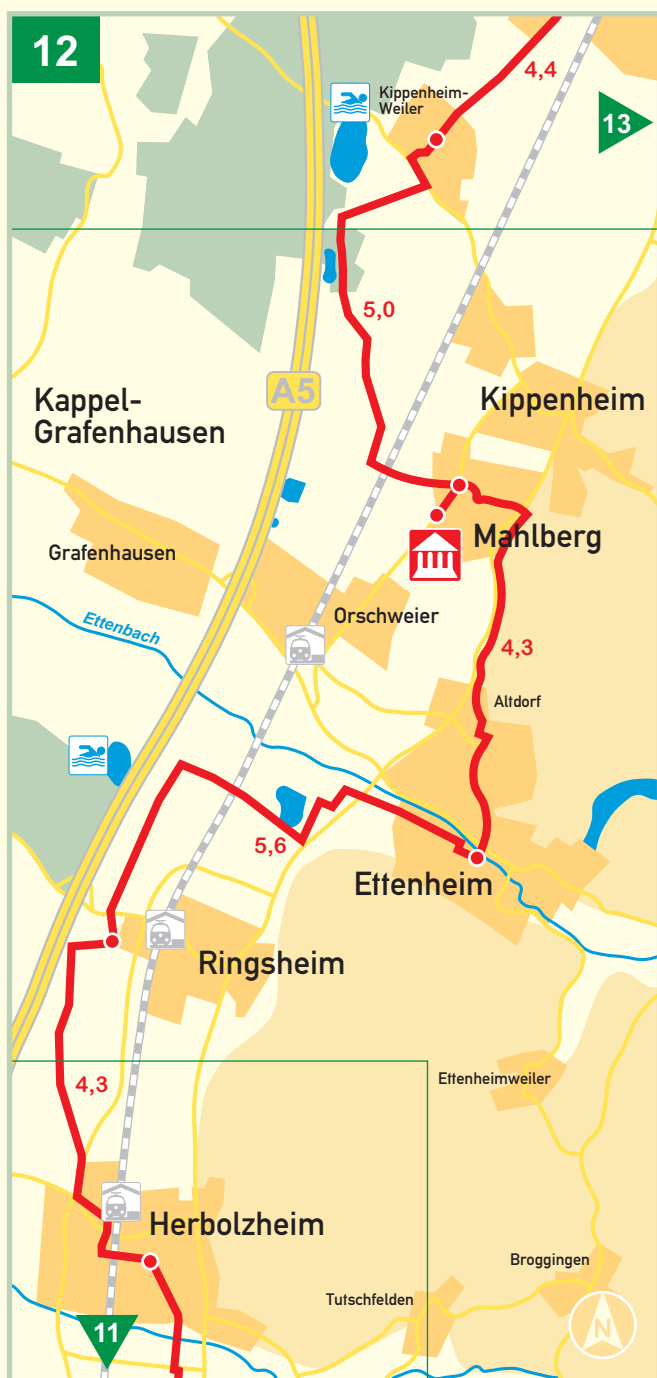 12
4,4
Kippenheim-
Weiler
13
5,0
A5
Kappel-
Grafenhausen
Kippenheim
Mahlberg
Grafenhausen
Orschweier
Ettenbach
4,3
Altdorf
5,6
Ettenheim
Ringsheim
Ettenheimweiler
4,3
Herbolzheim
Broggingen
Tutschfelden
11
N